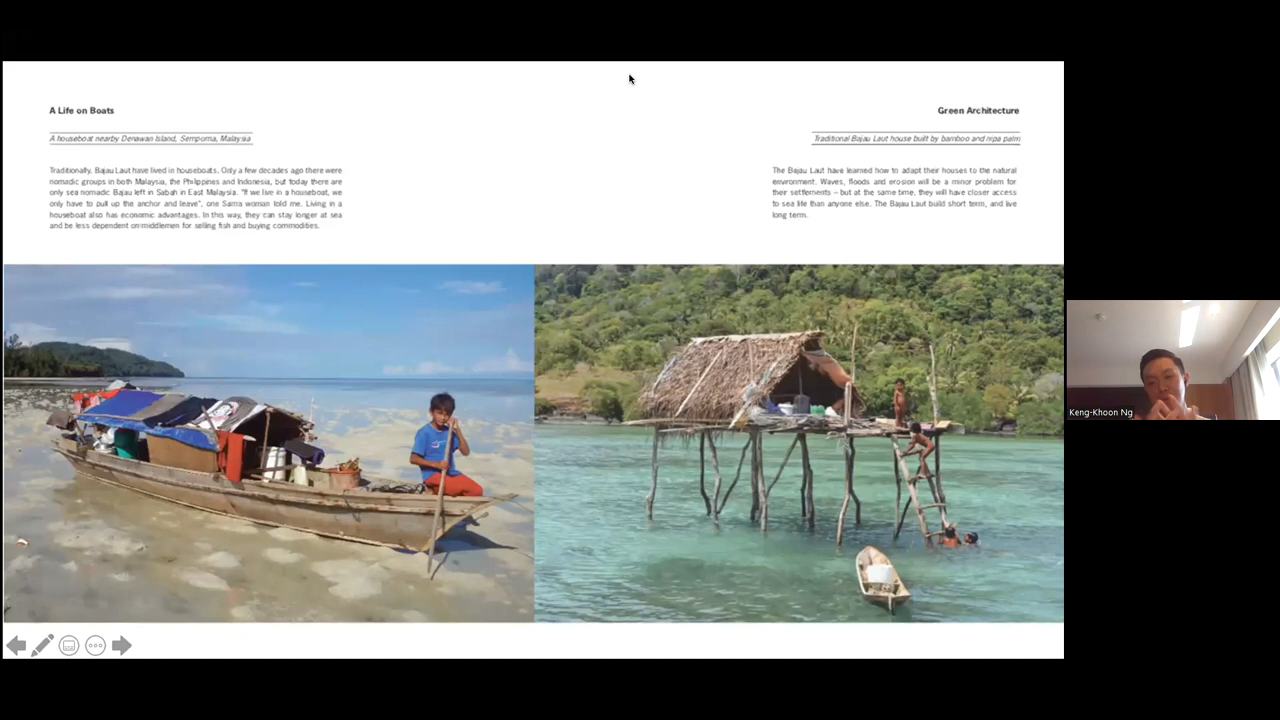 A Life on Boats
A houseboat nearby Denawan Island, Semporna, Malaysia
Traditionally, Bajau Laut have lived in houseboats. Only a few decades ago there were
nomadic groups in both Malaysia, the Philippines and Indonesia, but today there are
only sea nomadic Bajau left in Sabah in East Malaysia. "If we live in a houseboat, we
only have to pull up the anchor and leave", one Sama woman told me. Living in a
houseboat also has economic advantages. In this way, they can stay longer at sea
and be less dependent on middlemen for selling fish and buying commodities.
Green Architecture
Traditional Bajau Laut house built by bamboo and nipa palm
The Bajau Laut have learned how to adapt their houses to the natural
environment. Waves, floods and erosion will be a minor problem for
their settlements – but at the same time, they will have closer access
to sea life than anyone else. The Bajau Laut build short term, and live
long term.
Keng-Khoon Ng